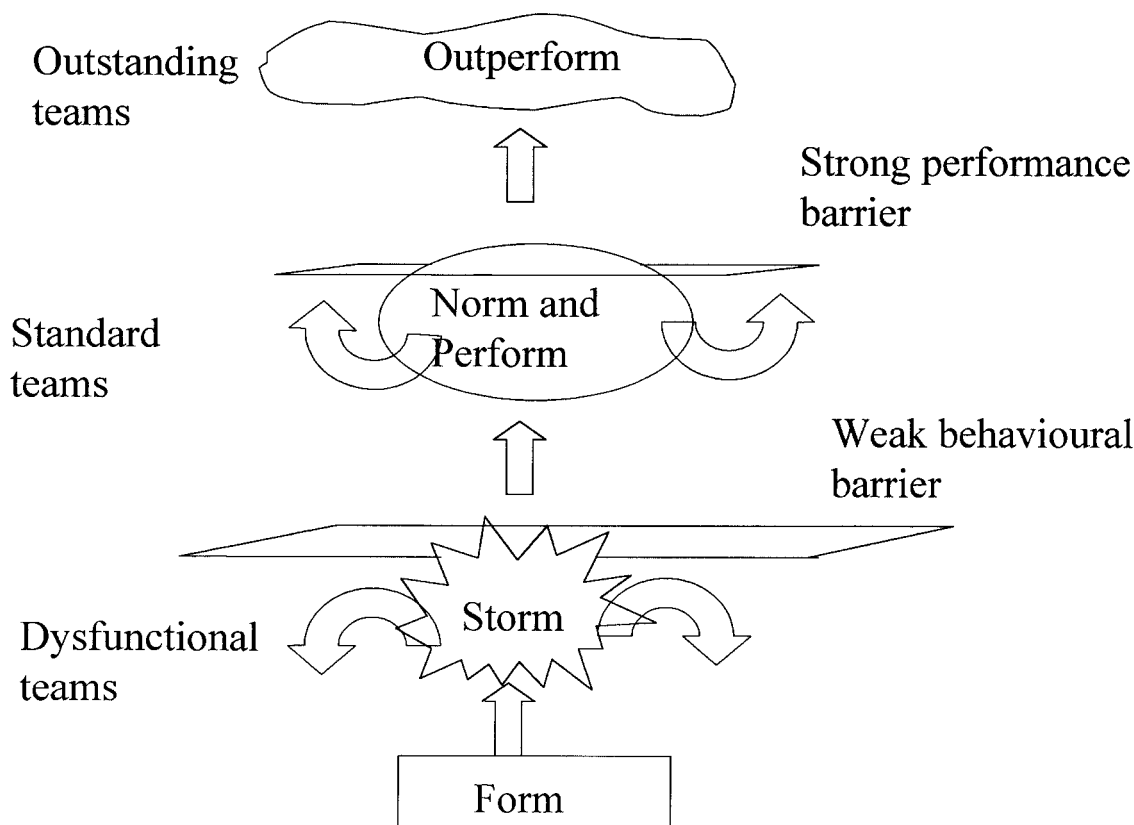 Outstanding
teams
Outperform
Strong performance
barrier
Norm and
Perform
Standard
teams
Weak behavioural
barrier
Storm
Dysfunctional
teams
Form